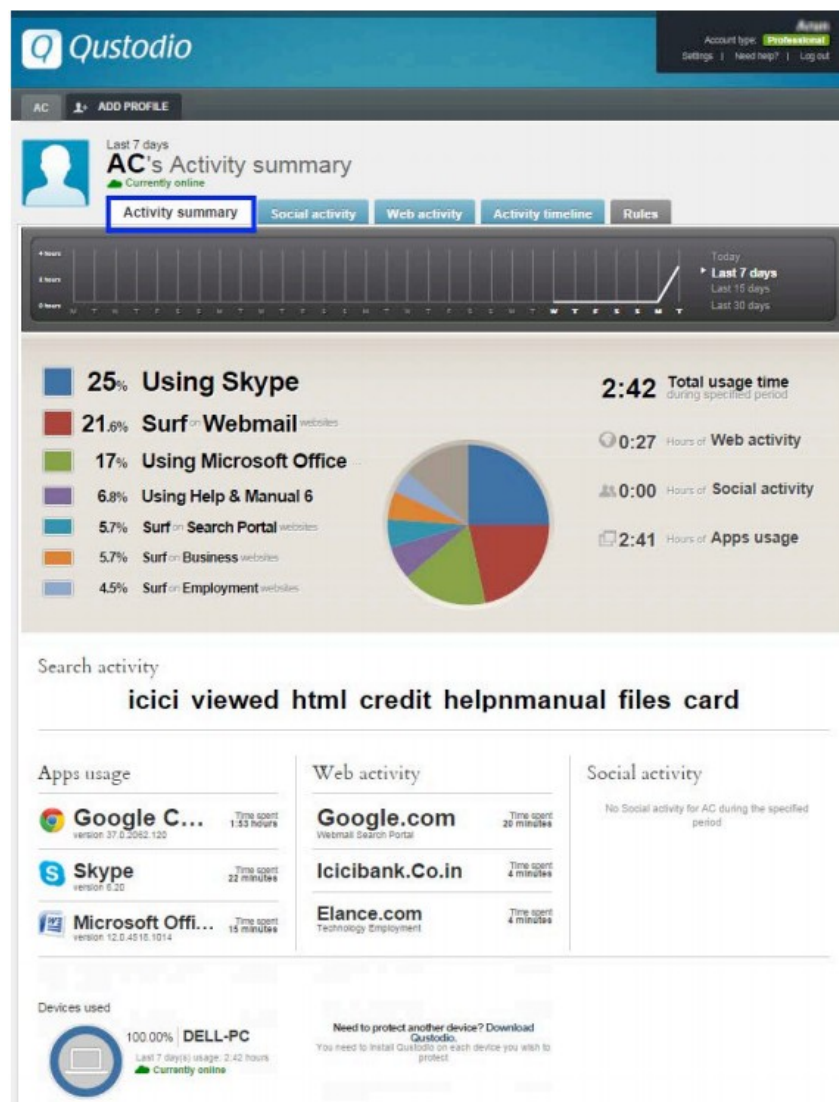 Qustodio
Account type: Professional
Settings | Need help? | Log out
AC ADD PROFILE
Last 7 days
AC's Activity summary
Currently online
Activity summary Social activity Web activity Activity timeline Rules
4 hours
2 hours
0 hours
Today
Last 7 days
Last 15 days
Last 30 days
25% Using Skype
21.6% Surf on Webmail websites
17% Using Microsoft Office
6.8% Using Help & Manual 6
5.7% Surf on Search Portal websites
5.7% Surf on Business websites
4.5% Surf on Employment websites
2:42 Total usage time
during specified period
0:27 Hours of Web activity
0:00 Hours of Social activity
2:41 Hours of Apps usage
Search activity
icici viewed html credit helpnmanual files card
Apps usage
Google C... Time spent
version 37.0.2062.120 1:53 hours
Skype Time spent
version 6.20 22 minutes
Microsoft Offi... Time spent
version 12.0.4518.1014 15 minutes
Web activity
Google.com Time spent
Webmail Search Portal 20 minutes
Icicibank.Co.in Time spent
4 minutes
Elance.com Time spent
Technology Employment 4 minutes
Social activity
No Social activity for AC during the specified
period
Devices used
100.00% DELL-PC
Last 7 day(s) usage: 2:42 hours
Currently online
Need to protect another device? Download
Qustodio.
You need to install Qustodio on each device you wish to
protect